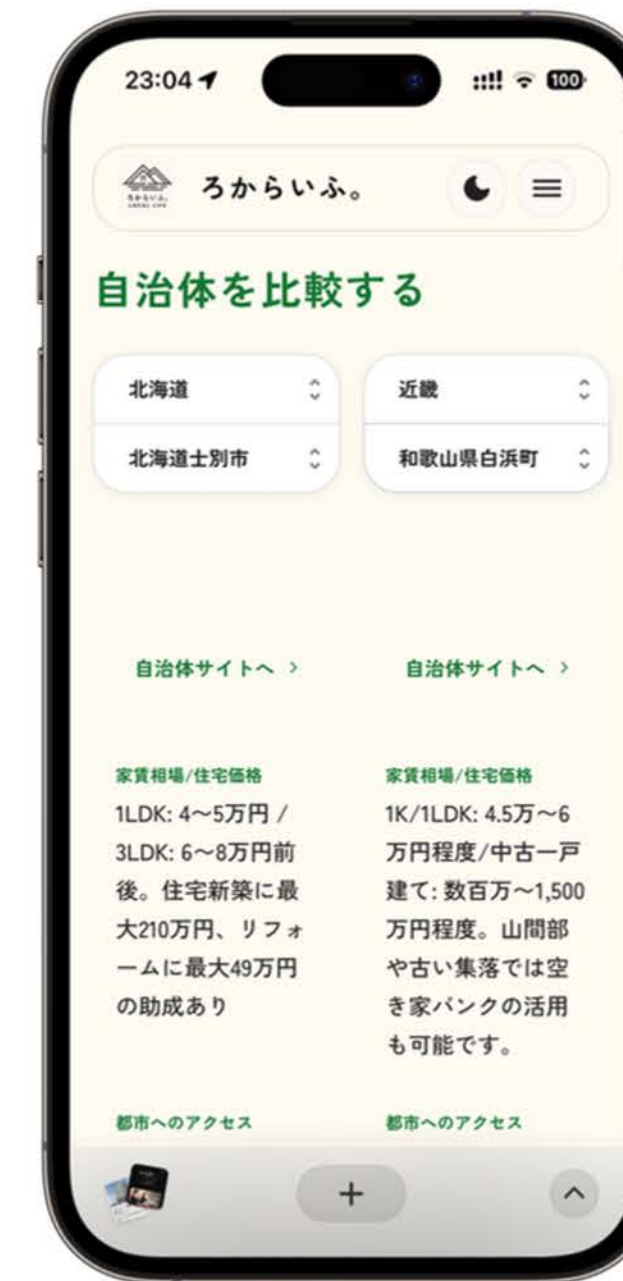 23:04
100
ろからいふ。
LOCAL LIFE
ろからいふ。
自治体を比較する
北海道
近畿
北海道士別市
和歌山県白浜町
自治体サイトへ >
自治体サイトへ >
家賃相場/住宅価格
1LDK: 4〜5万円 /
3LDK: 6〜8万円前
後。住宅新築に最
大210万円、リフォ
ームに最大49万円
の助成あり
家賃相場/住宅価格
1K/1LDK: 4.5万〜6
万円程度/中古一戸
建て: 数百万〜1,500
万円程度。山間部
や古い集落では空
き家バンクの活用
も可能です。
都市へのアクセス
都市へのアクセス